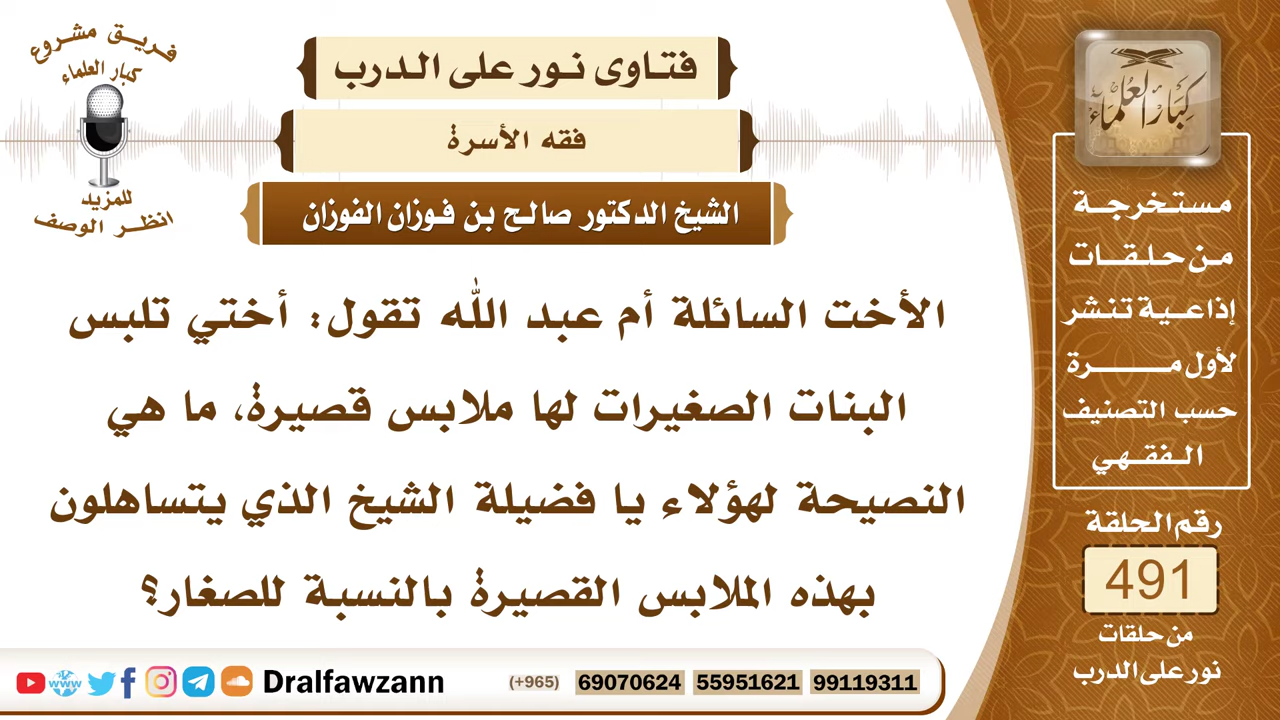 فريق مشروع
كبار العلماء
للمزيد
انظر الوصف
فتاوى نور على الدرب
فقه الأسرة
الشيخ الدكتور صالح بن فوزان الفوزان
الأخت السائلة أم عبد الله تقول: أختي تلبس
البنات الصغيرات لها ملابس قصيرة، ما هي
النصيحة لهؤلاء يا فضيلة الشيخ الذي يتساهلون
بهذه الملابس القصيرة بالنسبة للصغار؟
كبار العلماء
مستخرجة
من حلقات
إذاعية تنشر
لأول مرة
حسب التصنيف
الفقهي
رقم الحلقة
491
من حلقات
نور على الدرب
www Dralfawzann (+965) 69070624 55951621 99119311